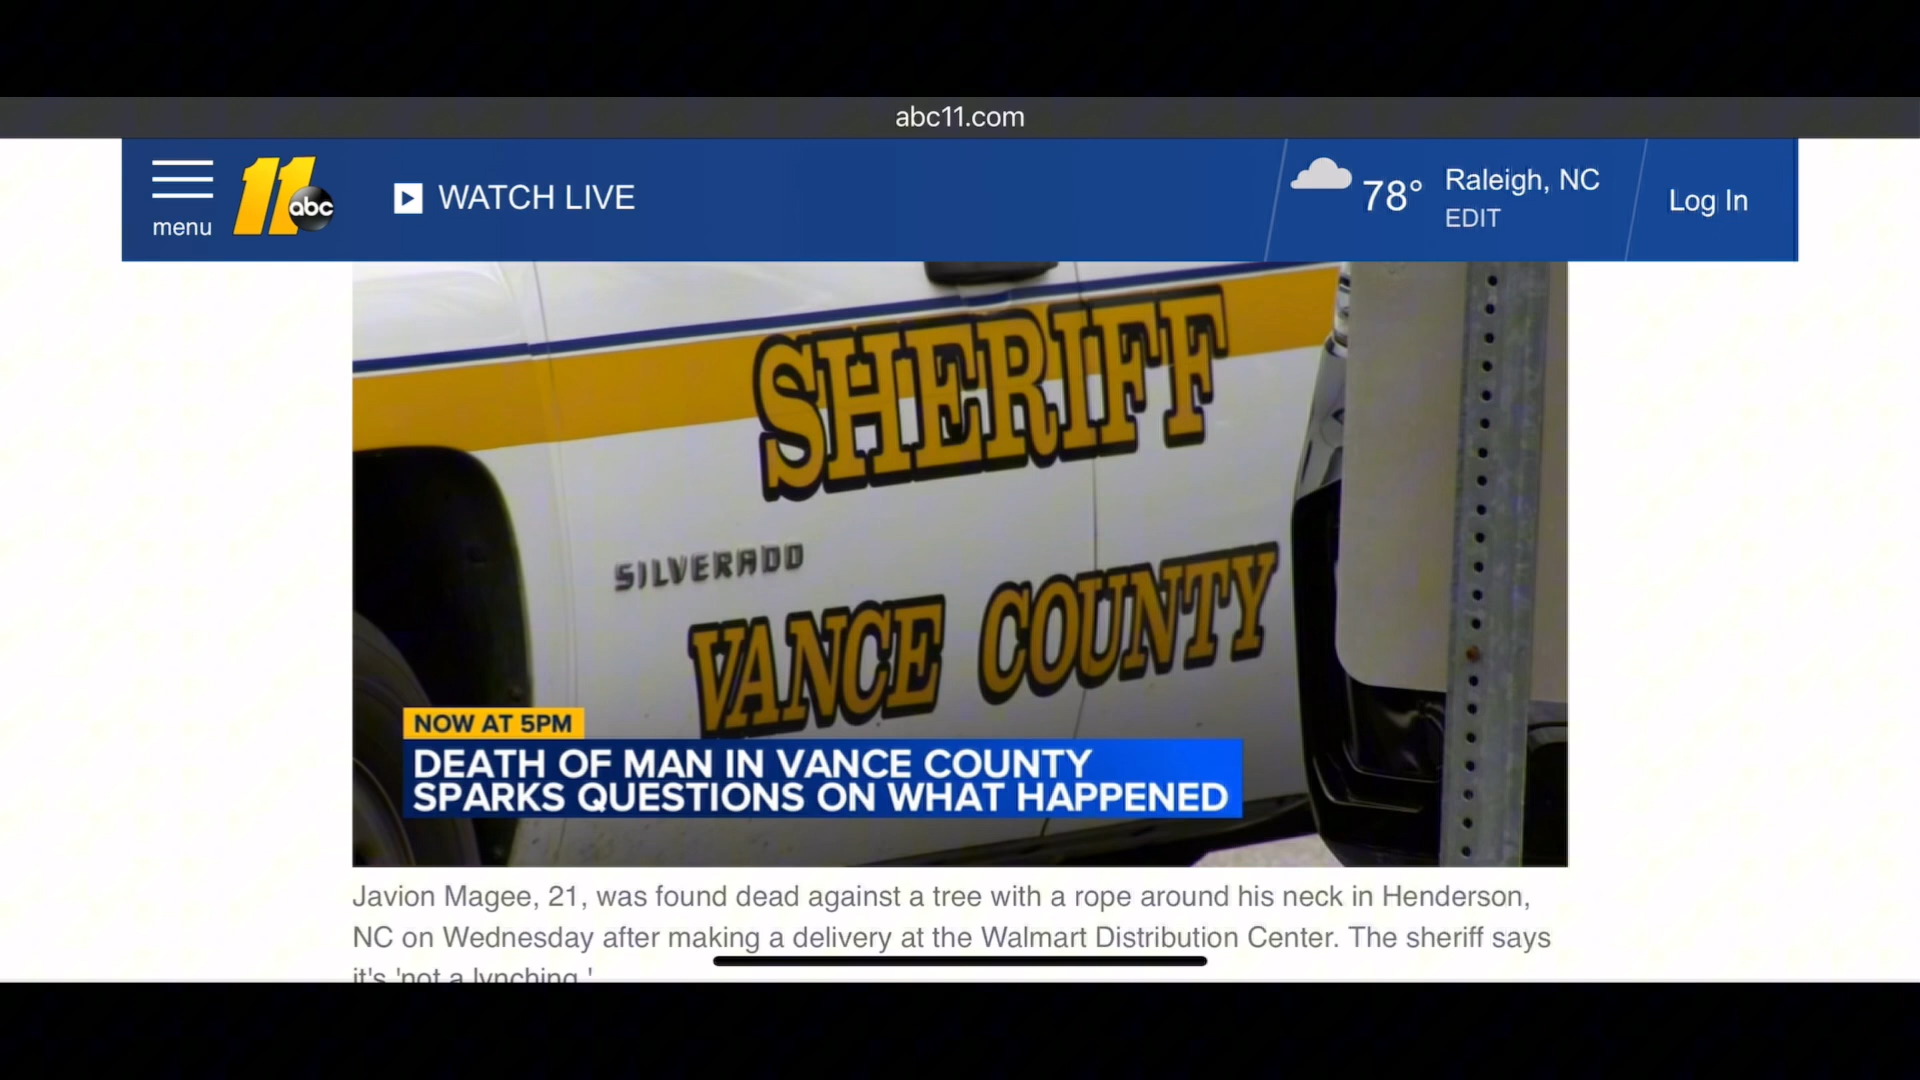 abc11.com
menu
11
abc
WATCH LIVE
78°
Raleigh, NC
EDIT
Log In
SHERIFF
SILVERADO
VANCE COUNTY
NOW AT 5PM
DEATH OF MAN IN VANCE COUNTY
SPARKS QUESTIONS ON WHAT HAPPENED
Javion Magee, 21, was found dead against a tree with a rope around his neck in Henderson,
NC on Wednesday after making a delivery at the Walmart Distribution Center. The sheriff says
it's 'not a lynching.'